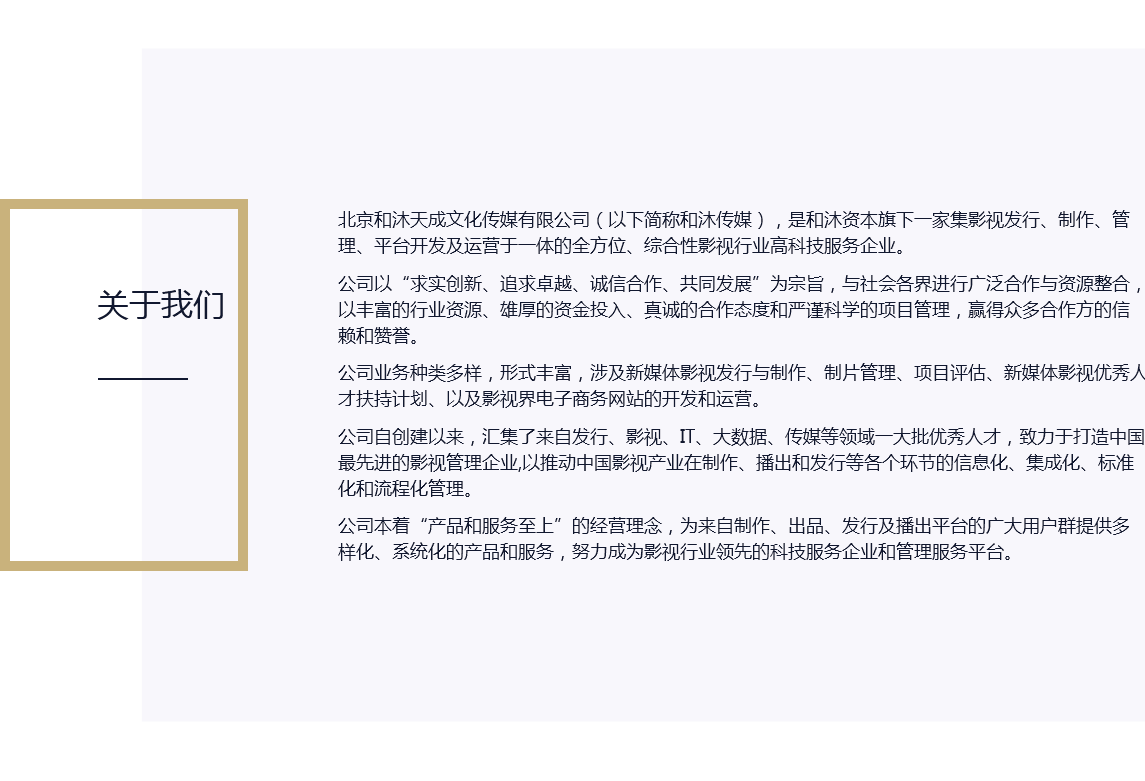 关于我们
北京和沐天成文化传媒有限公司（以下简称和沐传媒），是和沐资本旗下一家集影视发行、制作、管
理、平台开发及运营于一体的全方位、综合性影视行业高科技服务企业。
公司以“求实创新、追求卓越、诚信合作、共同发展”为宗旨，与社会各界进行广泛合作与资源整合，
以丰富的行业资源、雄厚的资金投入、真诚的合作态度和严谨科学的项目管理，赢得众多合作方的信
赖和赞誉。
公司业务种类多样，形式丰富，涉及新媒体影视发行与制作、制片管理、项目评估、新媒体影视优秀人
才扶持计划、以及影视界电子商务网站的开发和运营。
公司自创建以来，汇集了来自发行、影视、IT、大数据、传媒等领域一大批优秀人才，致力于打造中国
最先进的影视管理企业,以推动中国影视产业在制作、播出和发行等各个环节的信息化、集成化、标准
化和流程化管理。
公司本着“产品和服务至上”的经营理念，为来自制作、出品、发行及播出平台的广大用户群提供多
样化、系统化的产品和服务，努力成为影视行业领先的科技服务企业和管理服务平台。